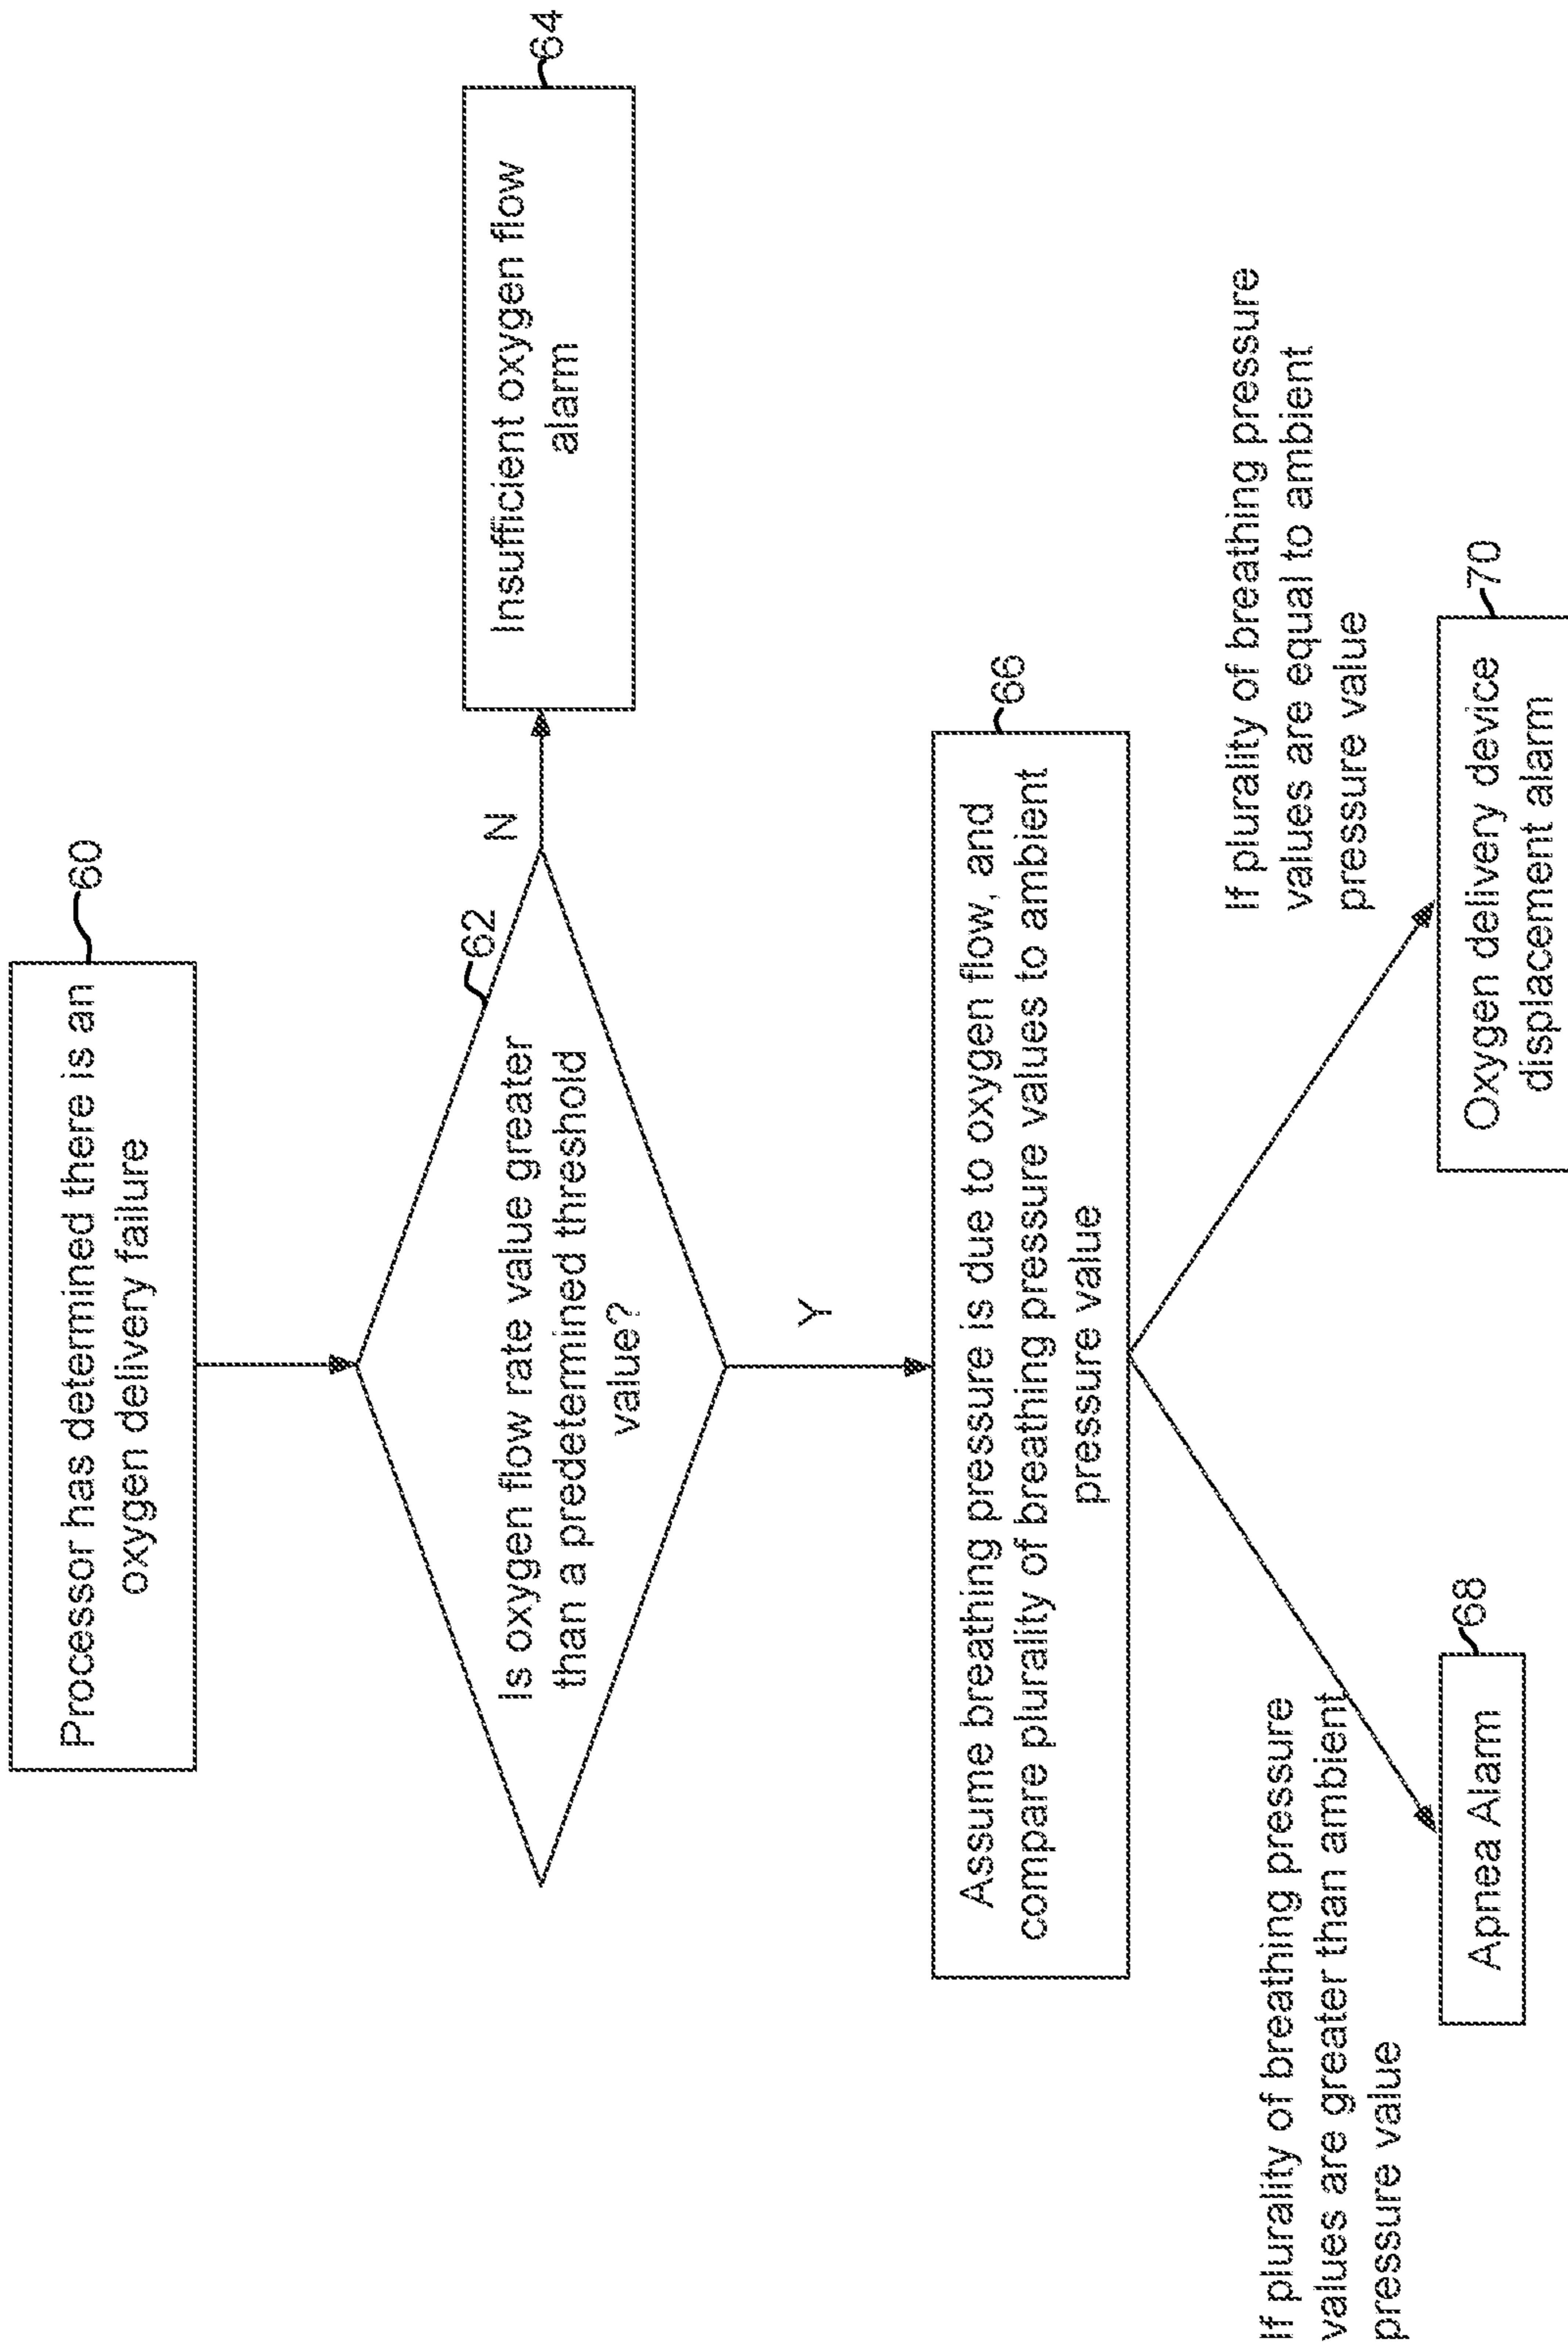 Processor has determined there is an
oxygen delivery failure
60
62
Is oxygen flow rate value greater
than a predetermined threshold
value?
N
Insufficient oxygen flow
alarm
64
Y
Assume breathing pressure is due to oxygen flow, and
compare plurality of breathing pressure values to ambient
pressure value
66
If plurality of breathing pressure
values are greater than ambient
pressure value
If plurality of breathing pressure
values are equal to ambient
pressure value
Apnea Alarm
68
Oxygen delivery device
displacement alarm
70